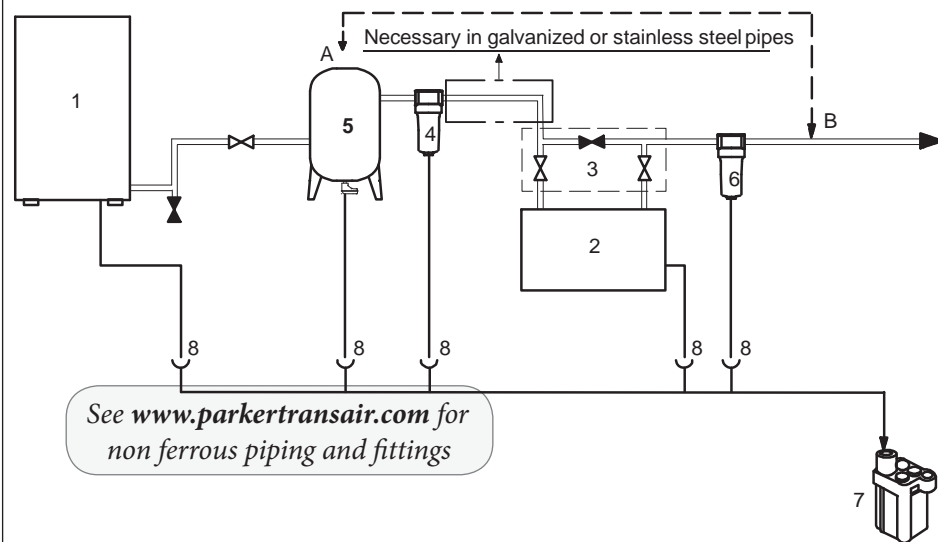 A
Necessary in galvanized or stainless steel pipes
B
1
5
4
3
6
2
8
8
8
8
8
See www.parkertransair.com for
non ferrous piping and fittings
7